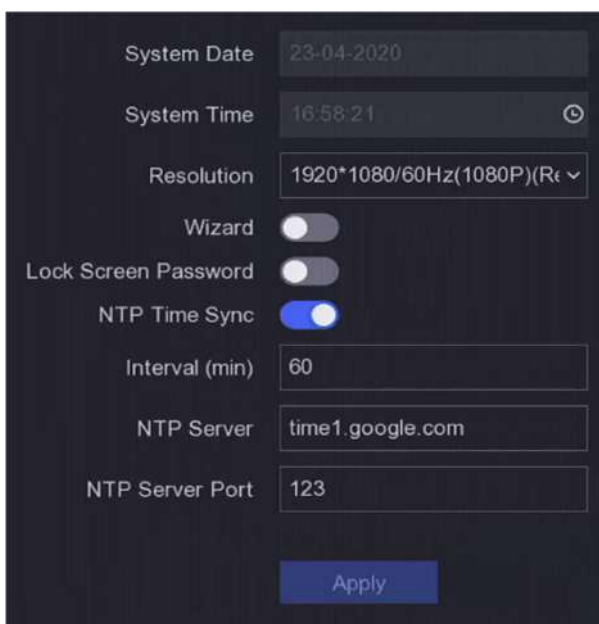 System Date 23-04-2020
System Time 16:58:21
Resolution 1920*1080/60Hz(1080P)(Re
Wizard
Lock Screen Password
NTP Time Sync
Interval (min) 60
NTP Server time1.google.com
NTP Server Port 123
Apply